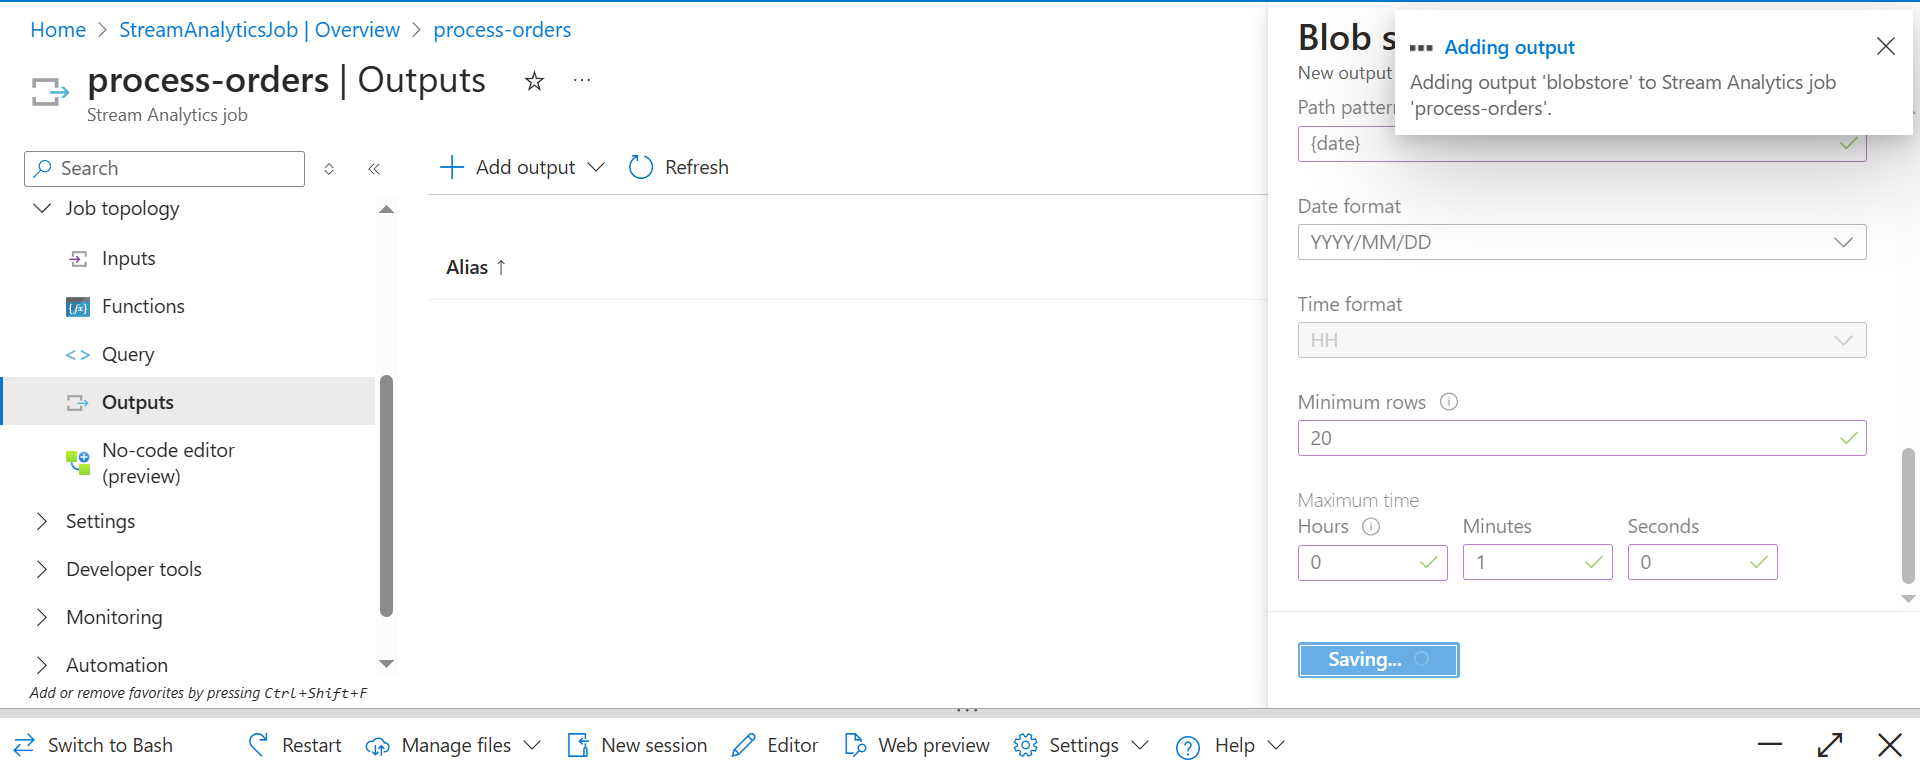 Home > StreamAnalyticsJob | Overview > process-orders
process-orders | Outputs
Stream Analytics job
Search
Job topology
Inputs
Functions
Query
Outputs
No-code editor
(preview)
Settings
Developer tools
Monitoring
Automation
Add or remove favorites by pressing Ctrl+Shift+F
Add output
Refresh
Alias ↑
Blob s
New output
Adding output
Adding output 'blobstore' to Stream Analytics job
'process-orders'.
Path patter
{date}
Date format
YYYY/MM/DD
Time format
HH
Minimum rows
20
Maximum time
Hours Minutes Seconds
0 1 0
Saving...
Switch to Bash Restart Manage files New session Editor Web preview Settings Help